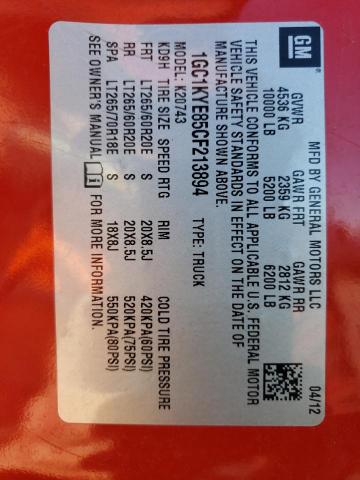 GM
MFD BY GENERAL MOTORS LLC 04/12
GVWR GAWR FRT GAWR RR
4536 KG 2359 KG 2812 KG
10000 LB 5200 LB 6200 LB
THIS VEHICLE CONFORMS TO ALL APPLICABLE U.S. FEDERAL MOTOR
VEHICLE SAFETY STANDARDS IN EFFECT ON THE DATE OF
MANUFACTURE SHOWN ABOVE.
1GC1KYE85CF213894 TYPE: TRUCK
MODEL: K20743
KD9H TIRE SIZE SPEED RTG RIM COLD TIRE PRESSURE
FRT LT265/60R20E S 20X8.5J 420KPA(60PSI)
RR LT265/60R20E S 20X8.5J 520KPA(75PSI)
SPA LT265/70R18E S 18X8J 550KPA(80PSI)
SEE OWNER'S MANUAL FOR MORE INFORMATION.